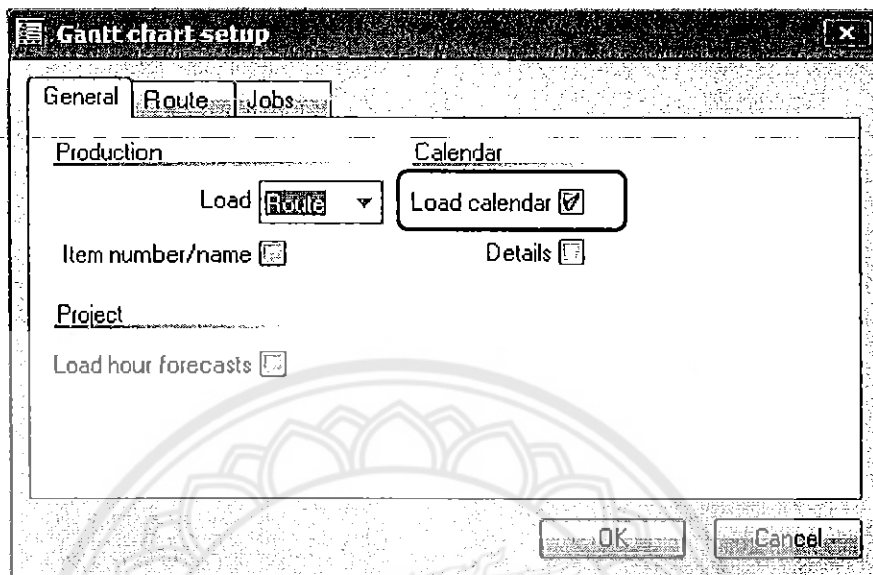 Gantt chart setup
General Route Jobs
Production Calendar
Load Route Load calendar
Item number/name Details
Project
Load hour forecasts
OK Cancel